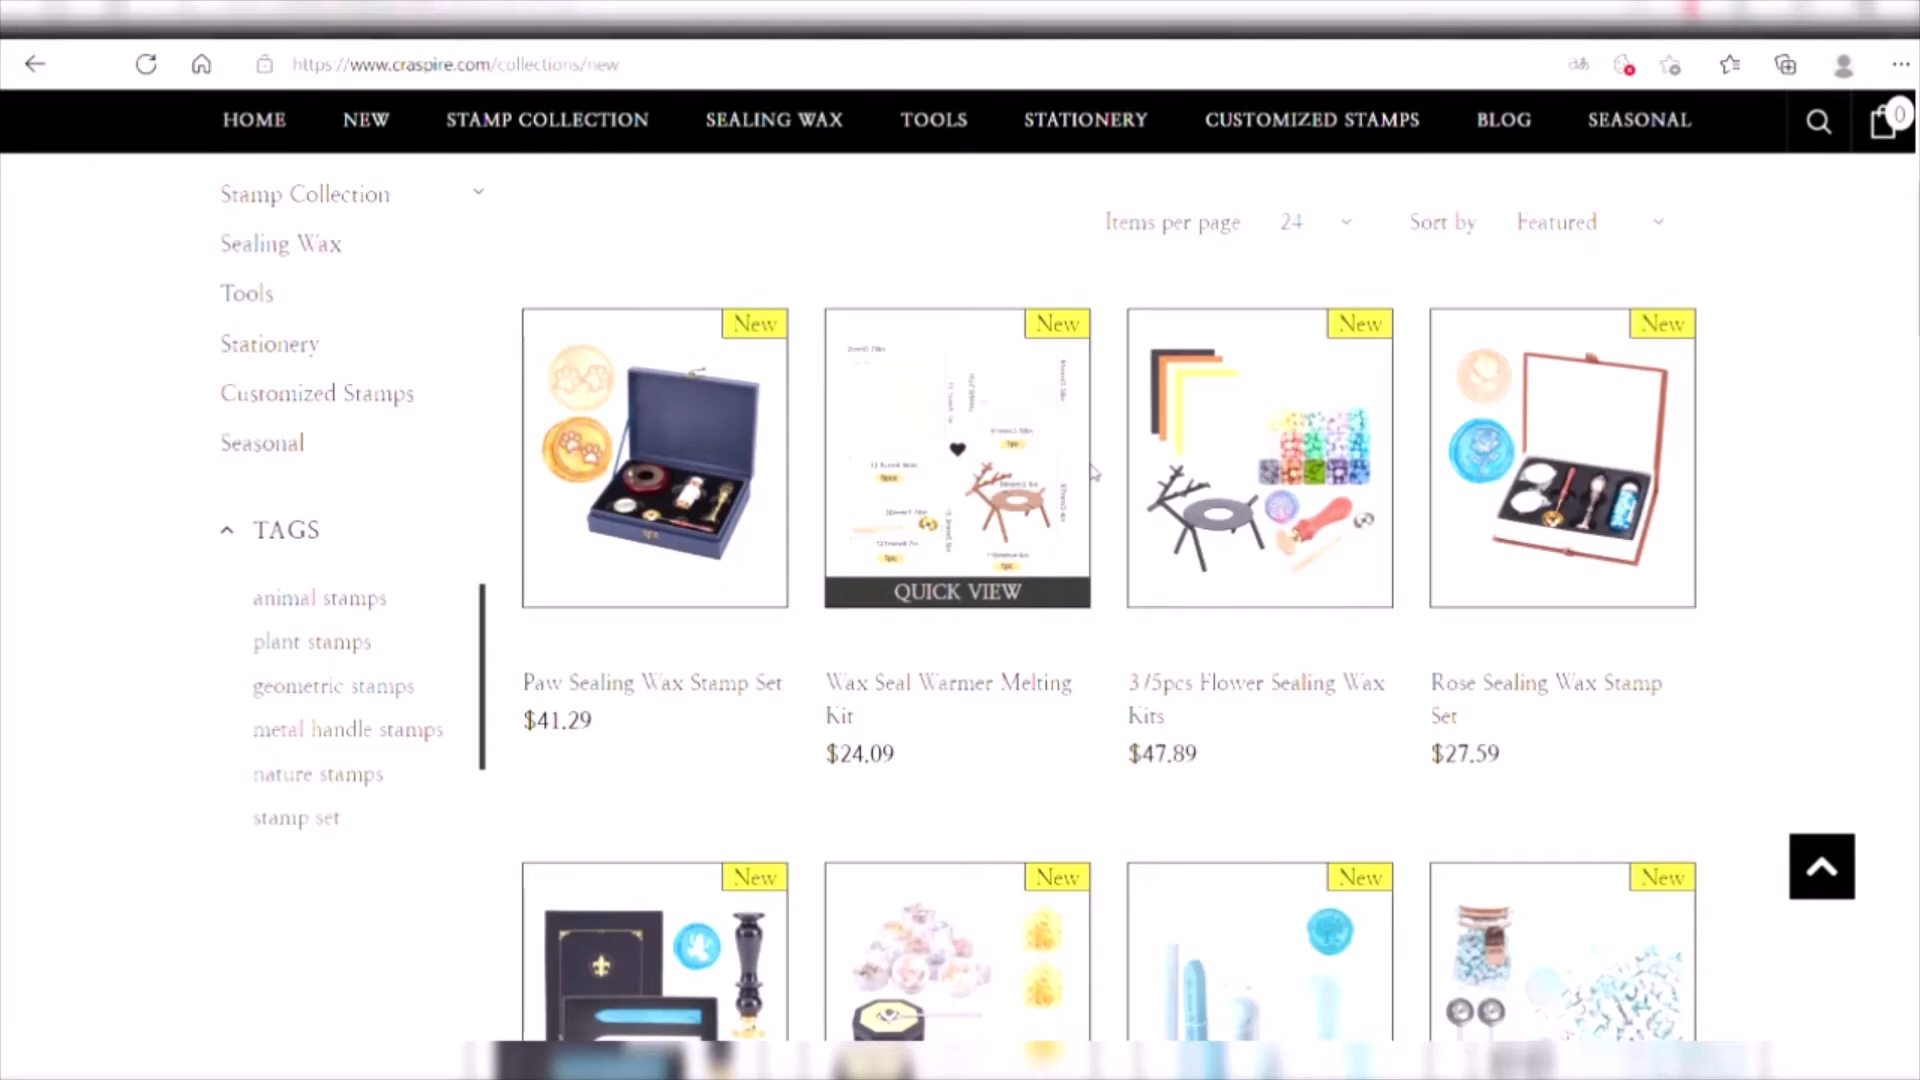 https://www.craspire.com/collections/new
HOME NEW STAMP COLLECTION SEALING WAX TOOLS STATIONERY CUSTOMIZED STAMPS BLOG SEASONAL 0
Stamp Collection
Sealing Wax
Tools
Stationery
Customized Stamps
Seasonal
TAGS
animal stamps
plant stamps
geometric stamps
metal handle stamps
nature stamps
stamp set
Items per page 24 Sort by Featured
New New New New
QUICK VIEW
Paw Sealing Wax Stamp Set
$41.29
Wax Seal Warmer Melting
Kit
$24.09
3/5pcs Flower Sealing Wax
Kits
$47.89
Rose Sealing Wax Stamp
Set
$27.59
New New New New